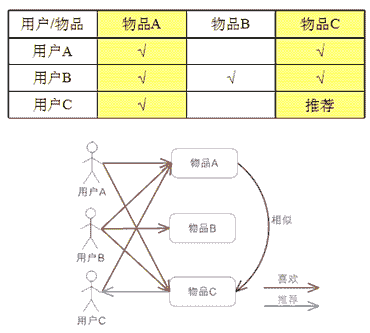 用户/物品 物品A 物品B 物品C
用户A √ √
用户B √ √ √
用户C √ 推荐
用户A
物品A
相似
用户B
物品B
喜欢
推荐
用户C
物品C